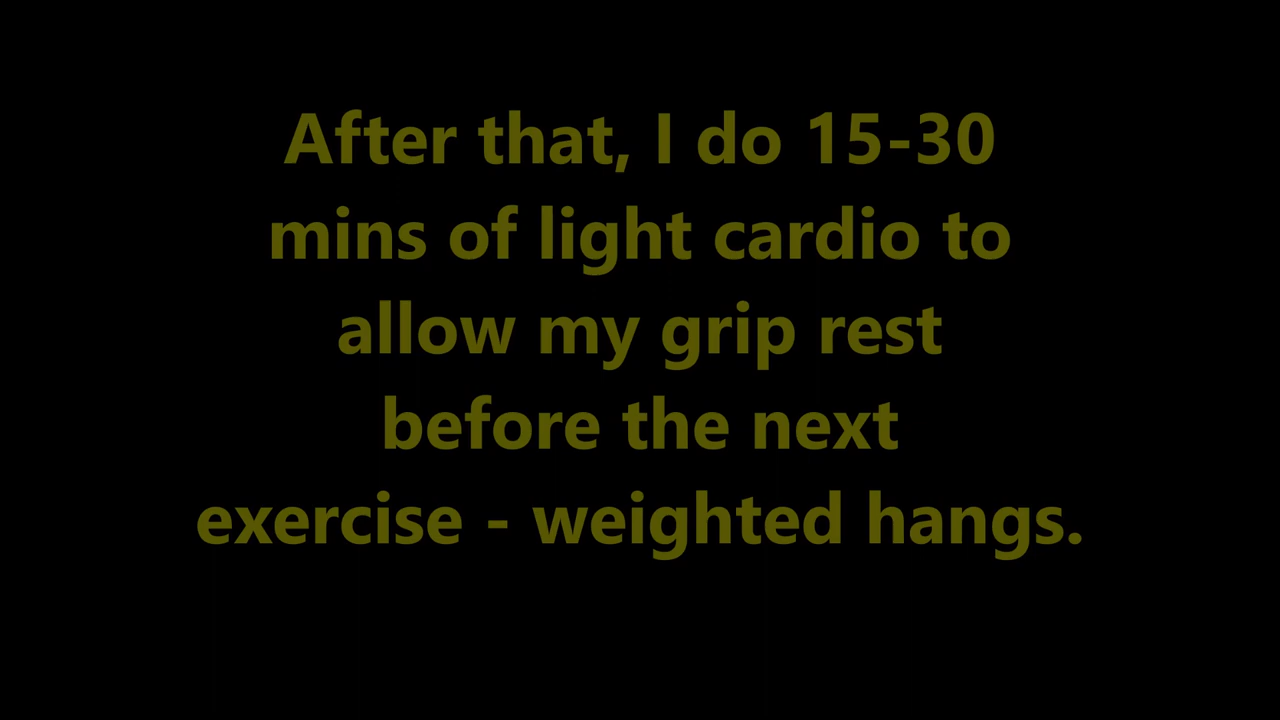 After that, I do 15-30
mins of light cardio to
allow my grip rest
before the next
exercise - weighted hangs.